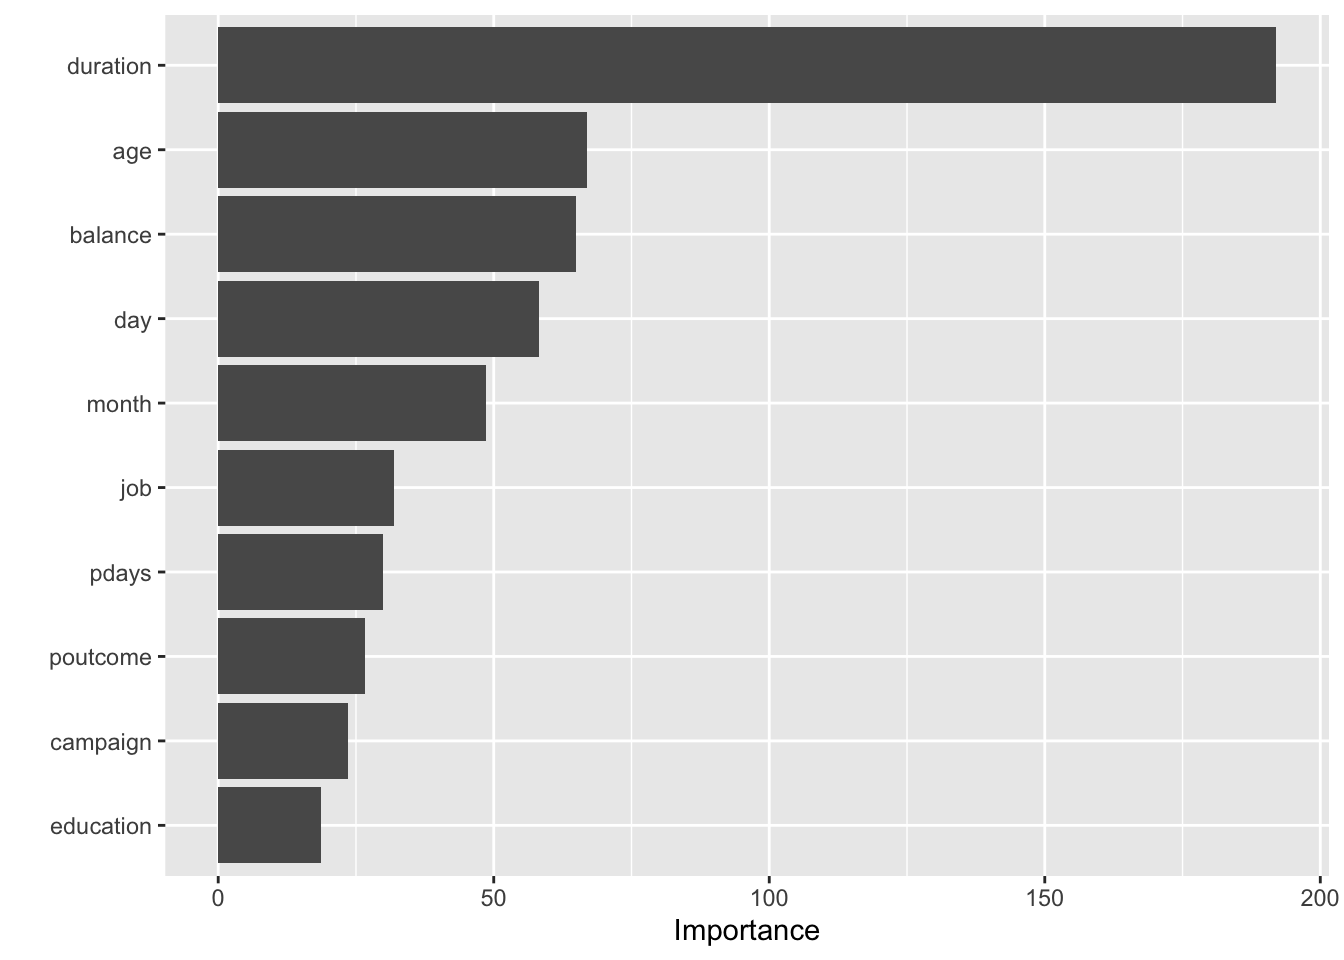 duration
age
balance
day
month
job
pdays
poutcome
campaign
education
0 50 100 150 200
Importance